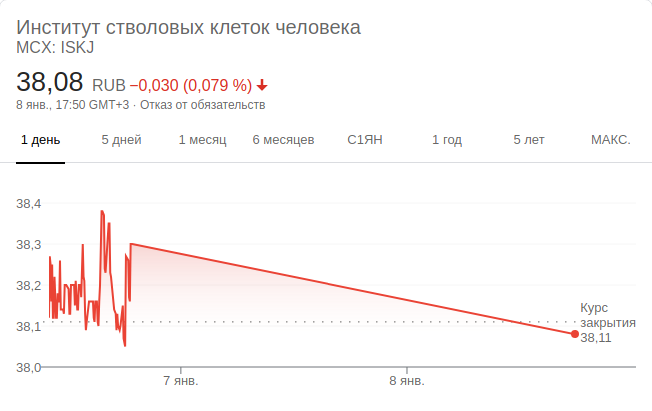 Институт стволовых клеток человека
MCX: ISKJ
38,08 RUB −0,030 (0,079 %)
8 янв., 17:50 GMT+3 · Отказ от обязательств
1 день 5 дней 1 месяц 6 месяцев С1ЯН 1 год 5 лет МАКС.
38,4
38,3
38,2
38,1
38,0
Курс
закрытия
38,11
7 янв. 8 янв.